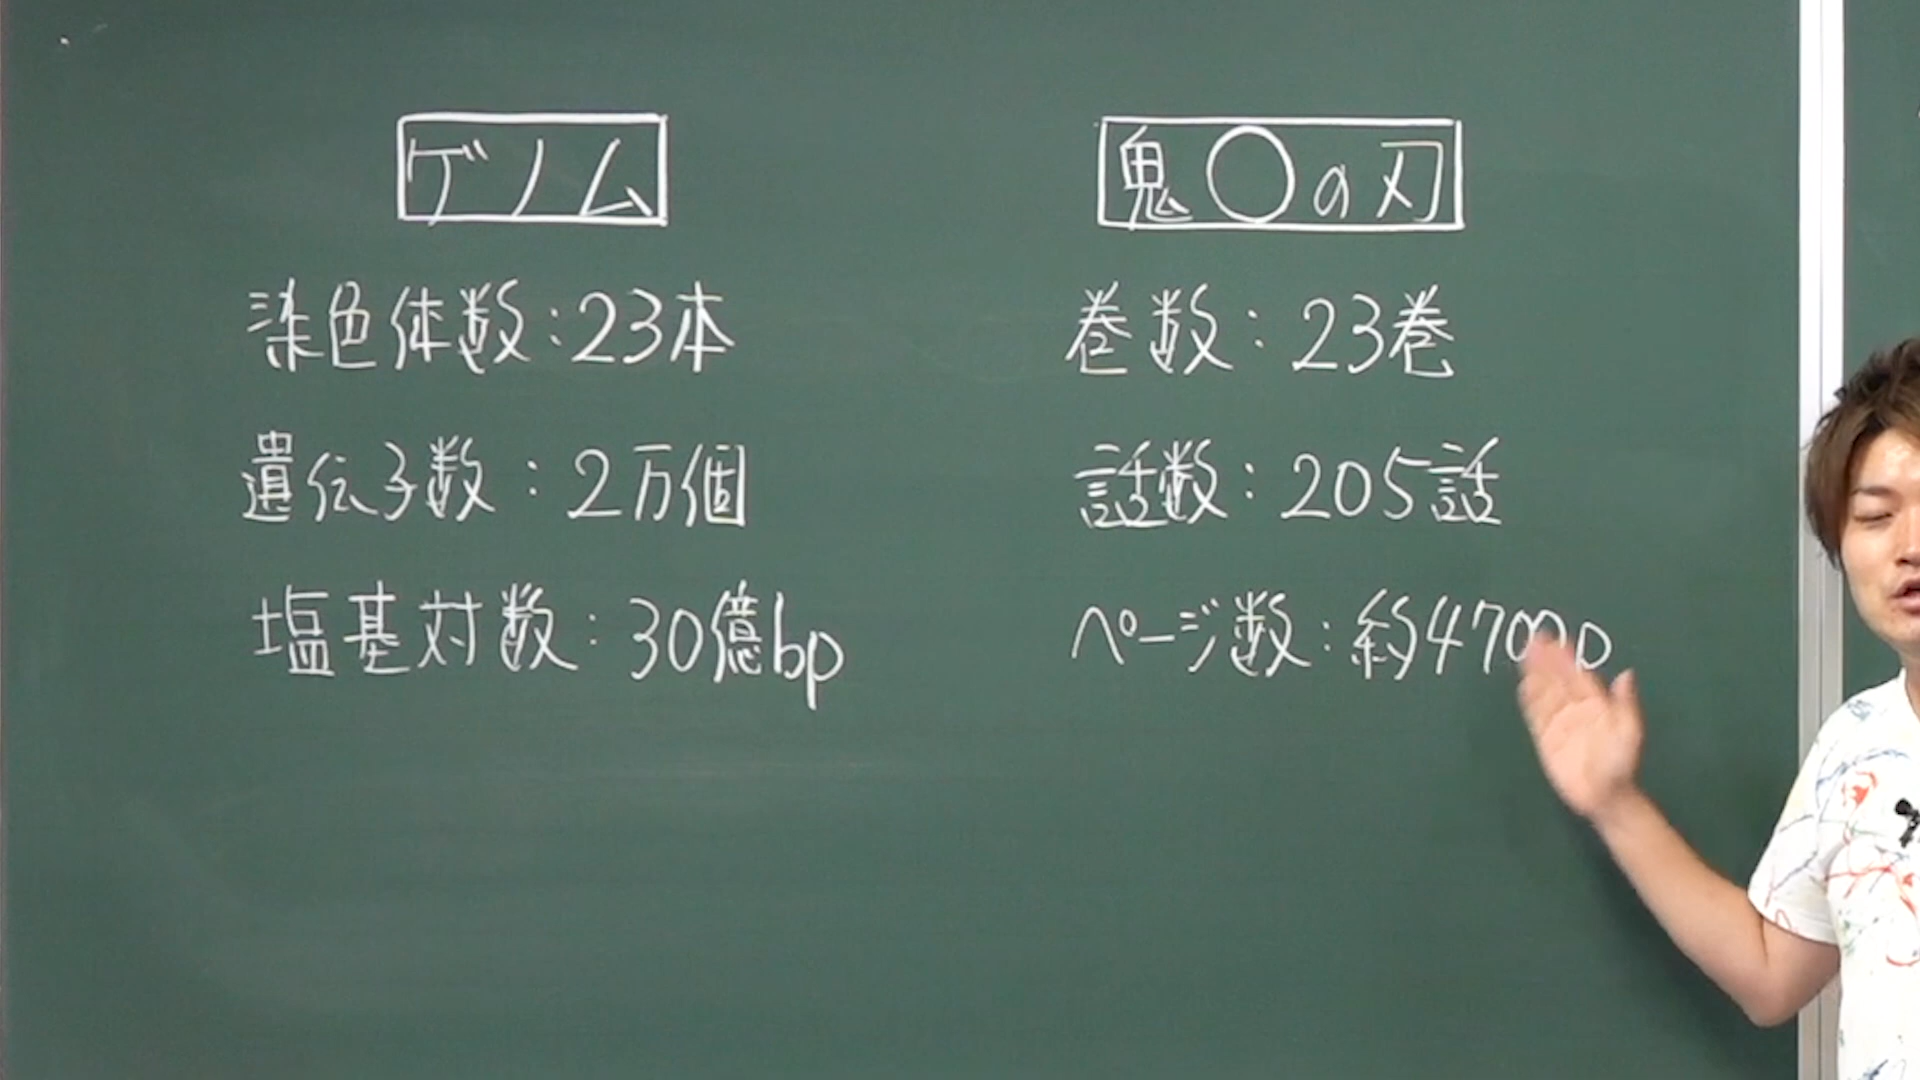 ゲノム
染色体数:23本
遺伝子数:2万個
塩基対数:30億bp
鬼〇の刃
巻数:23巻
話数:205話
ページ数:約4700p